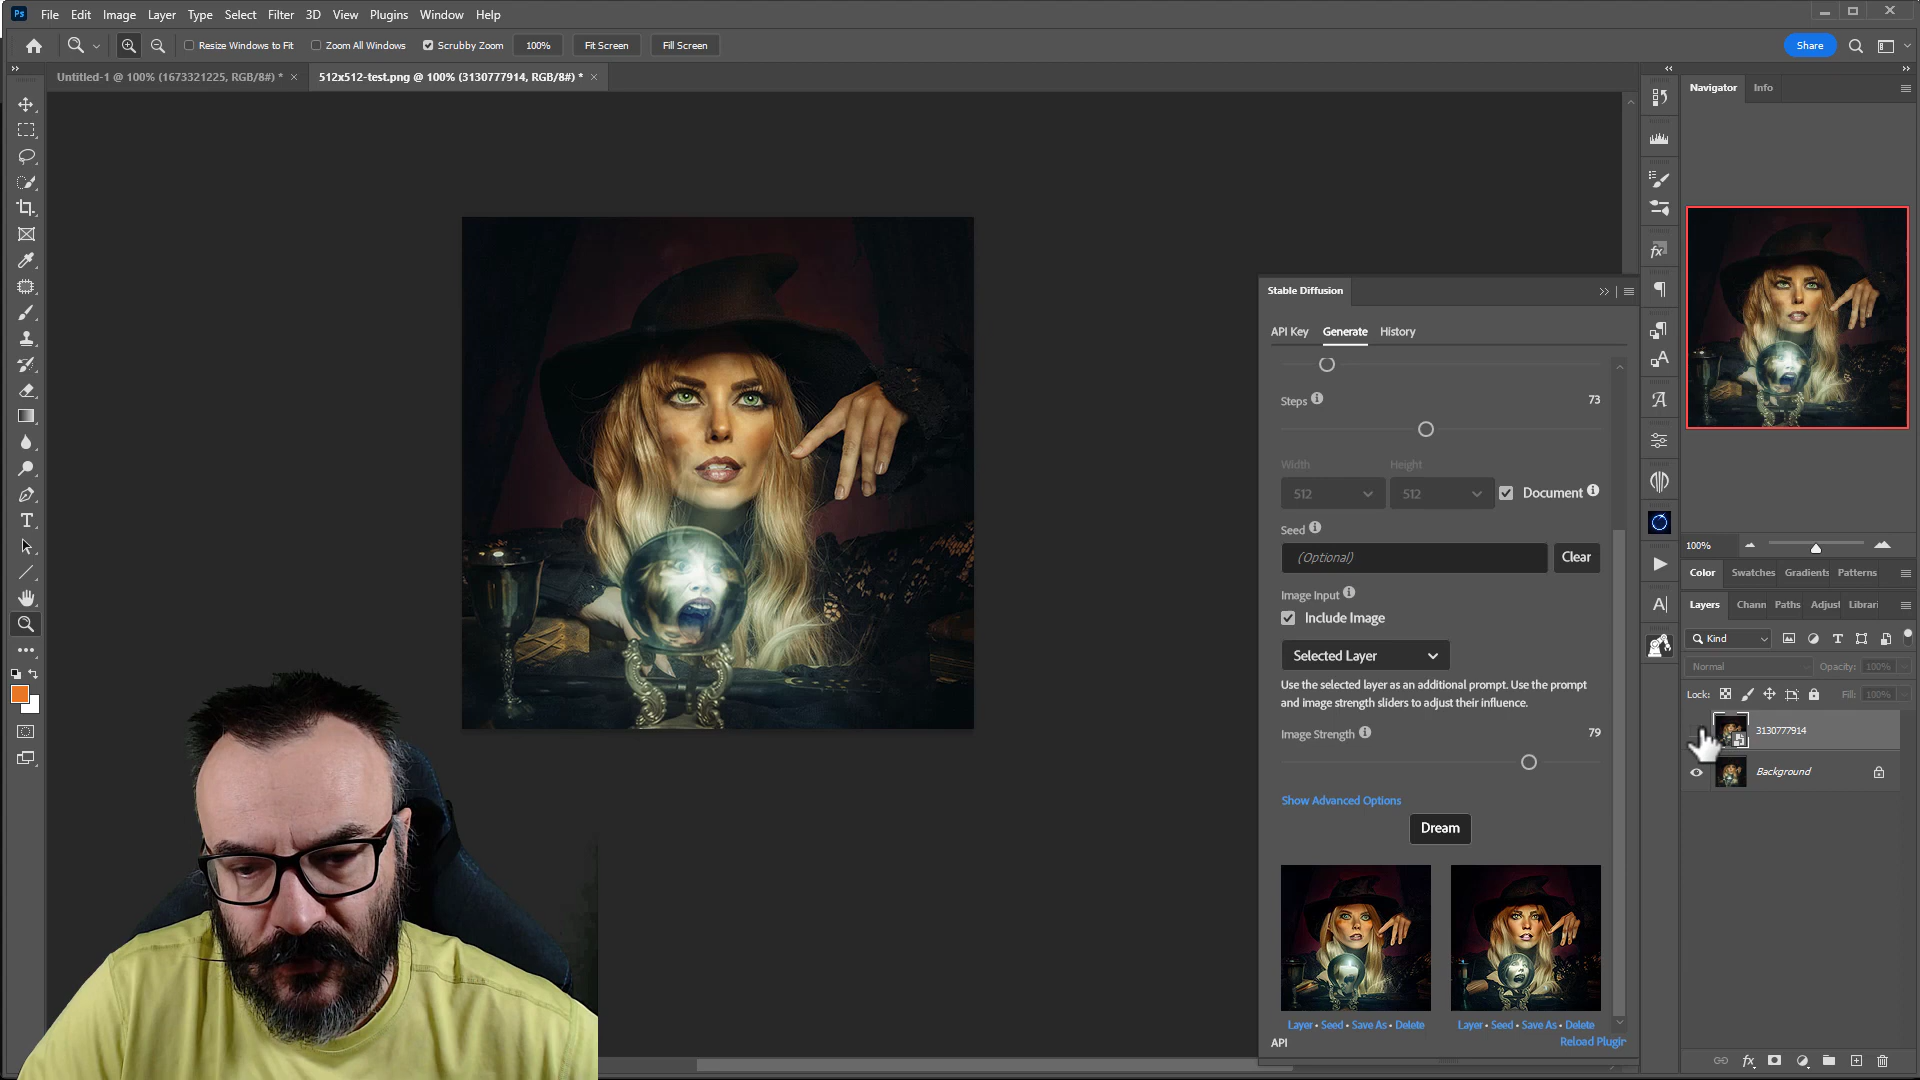 Ps File Edit Image Layer Type Select Filter 3D View Plugins Window Help
Resize Windows to Fit Zoom All Windows Scrubby Zoom 100% Fit Screen Fill Screen Share
Untitled-1 @ 100% (1673321225, RGB/8#) * × 512x512-test.png @ 100% (3130777914, RGB/8#) * ×
Navigator Info
Stable Diffusion
API Key Generate History
Steps 73
Width Height
512 512 Document
Seed
(Optional) Clear
Image Input
Include Image
Selected Layer
Use the selected layer as an additional prompt. Use the prompt
and image strength sliders to adjust their influence.
Image Strength 79
Show Advanced Options
Dream
Layer • Seed • Save As • Delete Layer • Seed • Save As • Delete
API Reload Plugin
100%
Color Swatches Gradients Patterns
Layers Chann Paths Adjust Librari
Kind
Normal Opacity: 100%
Lock: Fill: 100%
3130777914
Background